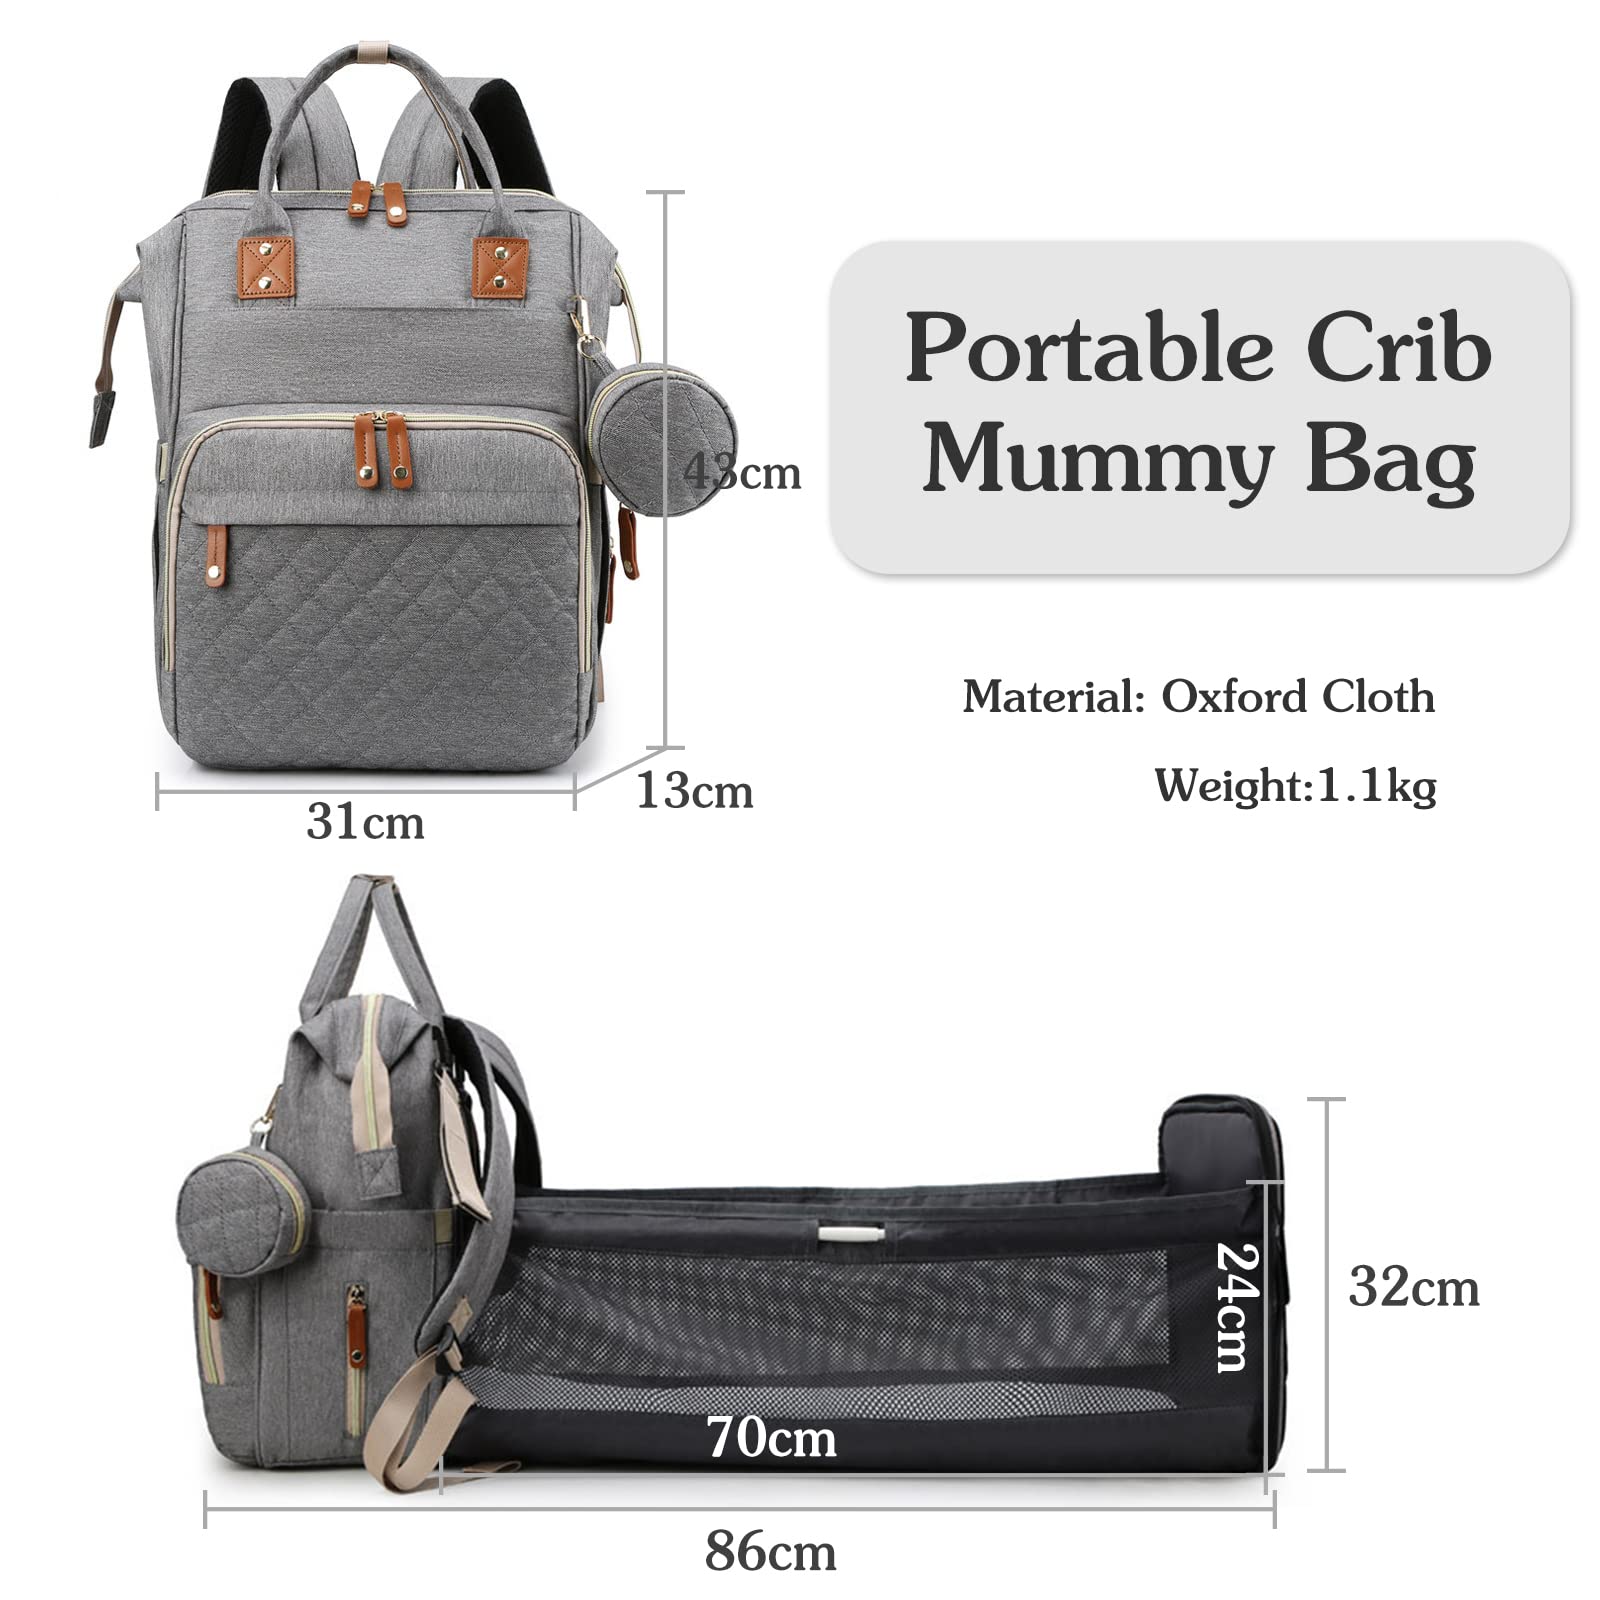 Portable Crib
Mummy Bag
43cm
Material: Oxford Cloth
Weight:1.1kg
13cm
31cm
32cm
24cm
70cm
86cm